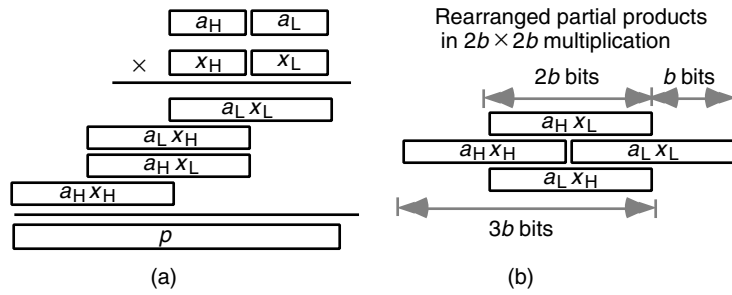 a_H a_L
× x_H x_L
a_L x_L
a_L x_H
a_H x_L
a_H x_H
p
(a)
Rearranged partial products
in 2b × 2b multiplication
2b bits b bits
a_H x_L
a_H x_H a_L x_L
a_L x_H
3b bits
(b)